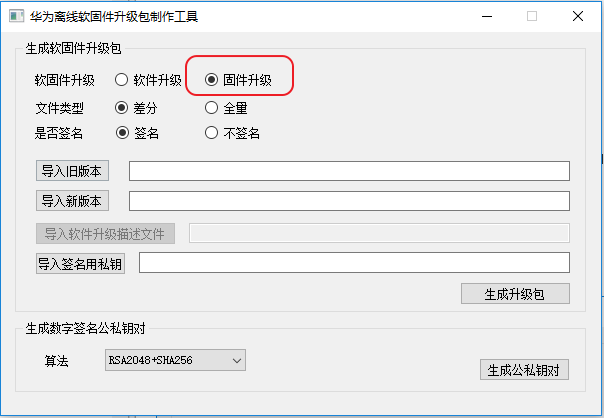 华为离线软固件升级包制作工具
生成软固件升级包
软固件升级 软件升级 固件升级
文件类型 差分 全量
是否签名 签名 不签名
导入旧版本
导入新版本
导入软件升级描述文件
导入签名用私钥
生成升级包
生成数字签名公私钥对
算法 RSA2048+SHA256 生成公私钥对